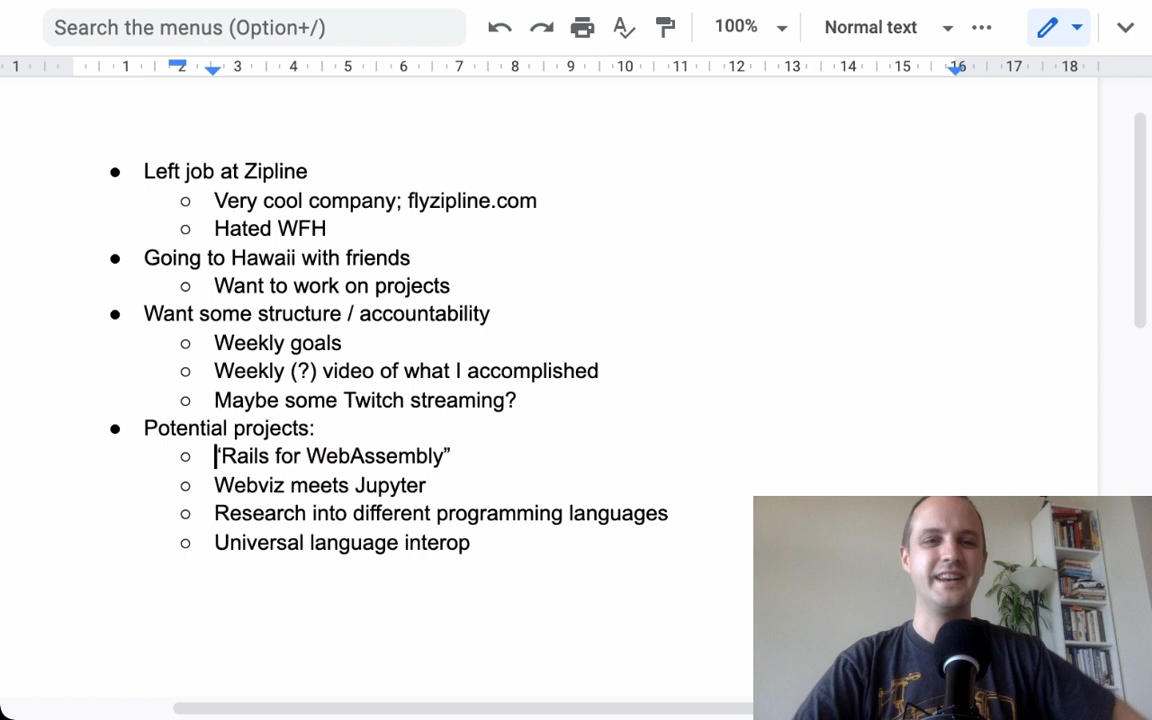 Search the menus (Option+/)
100%
Normal text
1 1 2 3 4 5 6 7 8 9 10 11 12 13 14 15 16 17 18
● Left job at Zipline
○ Very cool company; flyzipline.com
○ Hated WFH
● Going to Hawaii with friends
○ Want to work on projects
● Want some structure / accountability
○ Weekly goals
○ Weekly (?) video of what I accomplished
○ Maybe some Twitch streaming?
● Potential projects:
○ “Rails for WebAssembly”
○ Webviz meets Jupyter
○ Research into different programming languages
○ Universal language interop